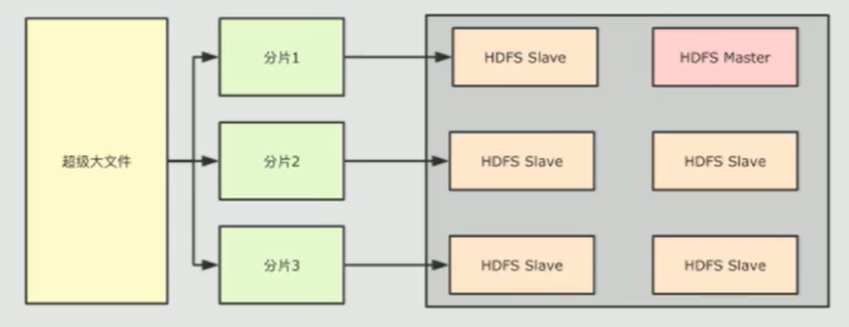 超级大文件
分片1
HDFS Slave
HDFS Master
分片2
HDFS Slave
HDFS Slave
分片3
HDFS Slave
HDFS Slave